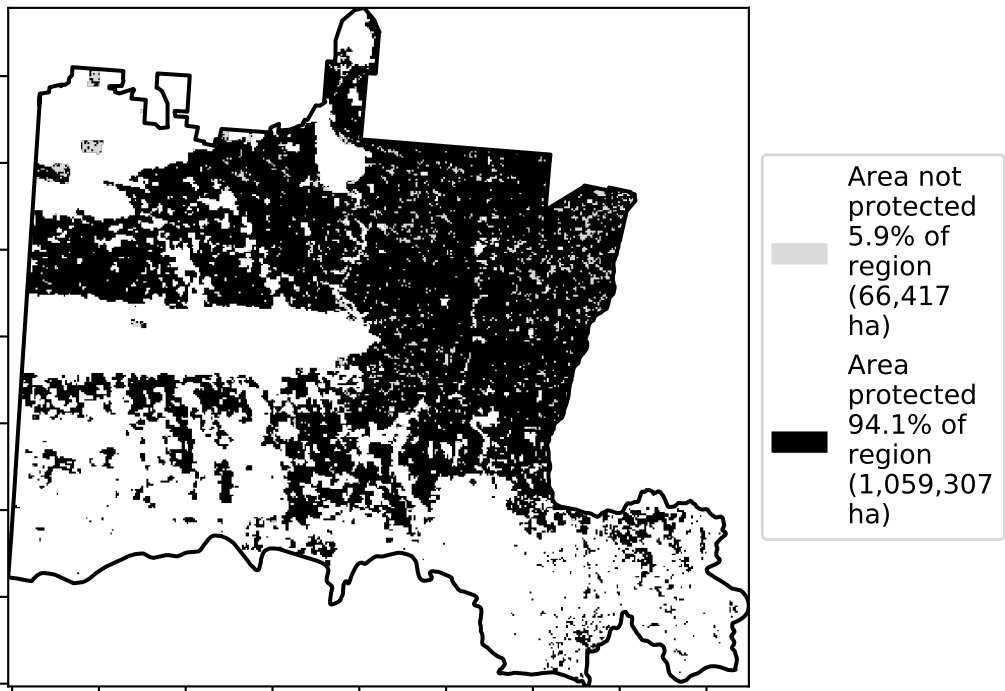 Area not
protected
5.9% of
region
(66,417
ha)
Area
protected
94.1% of
region
(1,059,307
ha)